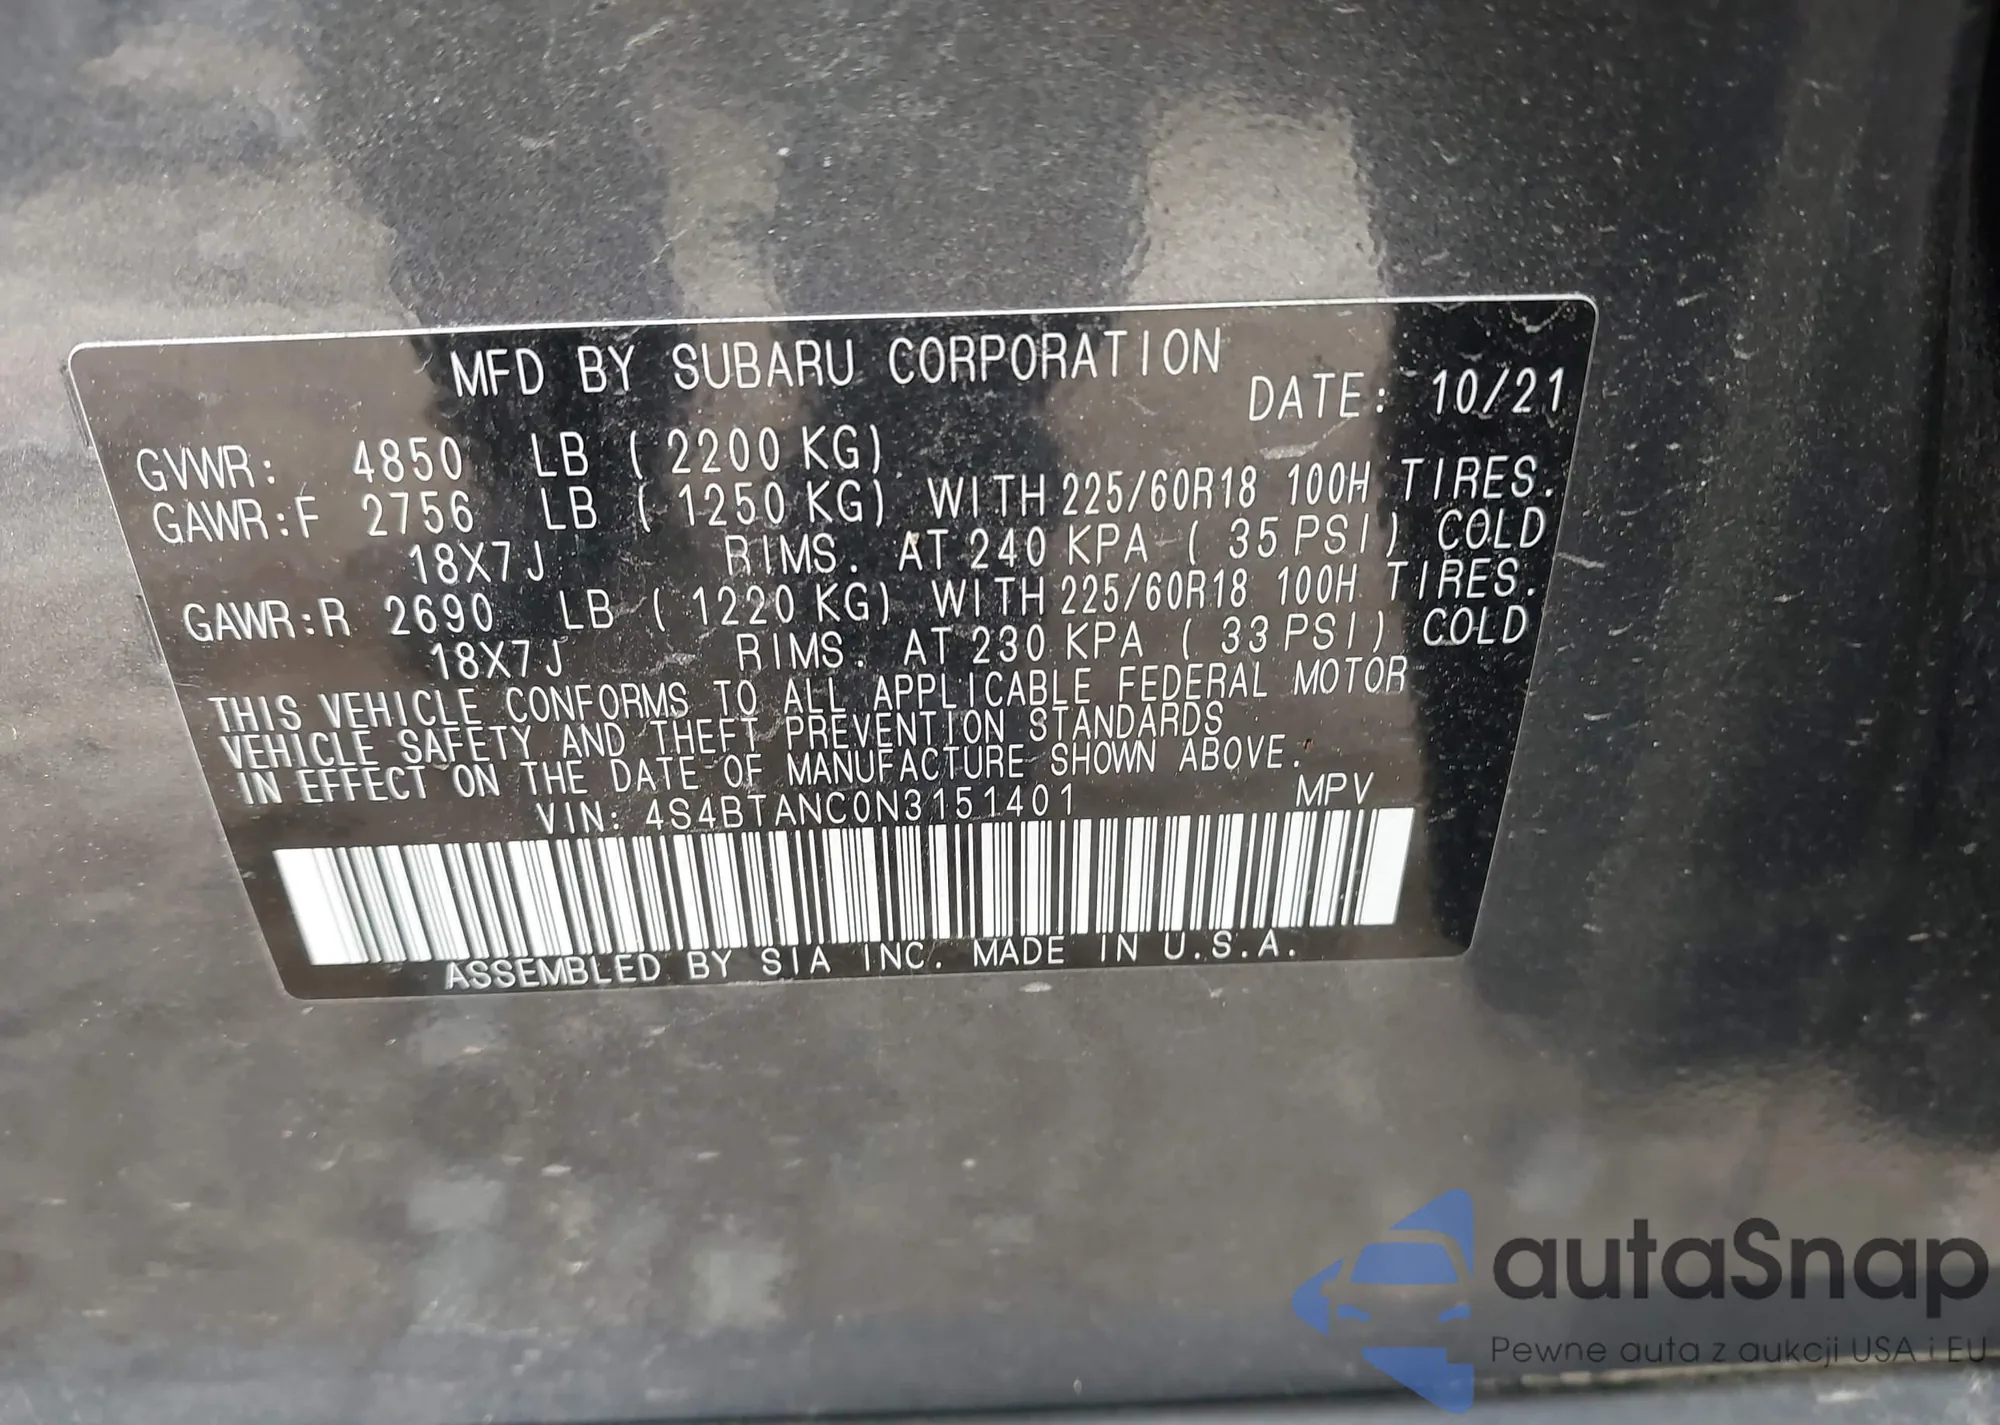 MFD BY SUBARU CORPORATION
DATE: 10/21
GVWR: 4850 LB ( 2200 KG)
GAWR:F 2756 LB ( 1250 KG) WITH 225/60R18 100H TIRES.
18X7J RIMS. AT 240 KPA ( 35 PSI) COLD
GAWR:R 2690 LB ( 1220 KG) WITH 225/60R18 100H TIRES.
18X7J RIMS. AT 230 KPA ( 33 PSI) COLD
THIS VEHICLE CONFORMS TO ALL APPLICABLE FEDERAL MOTOR
VEHICLE SAFETY AND THEFT PREVENTION STANDARDS
IN EFFECT ON THE DATE OF MANUFACTURE SHOWN ABOVE.
VIN: 4S4BTANC0N3151401 MPV
ASSEMBLED BY SIA INC. MADE IN U.S.A.
autaSnap
Pewne auta z aukcji USA i EU